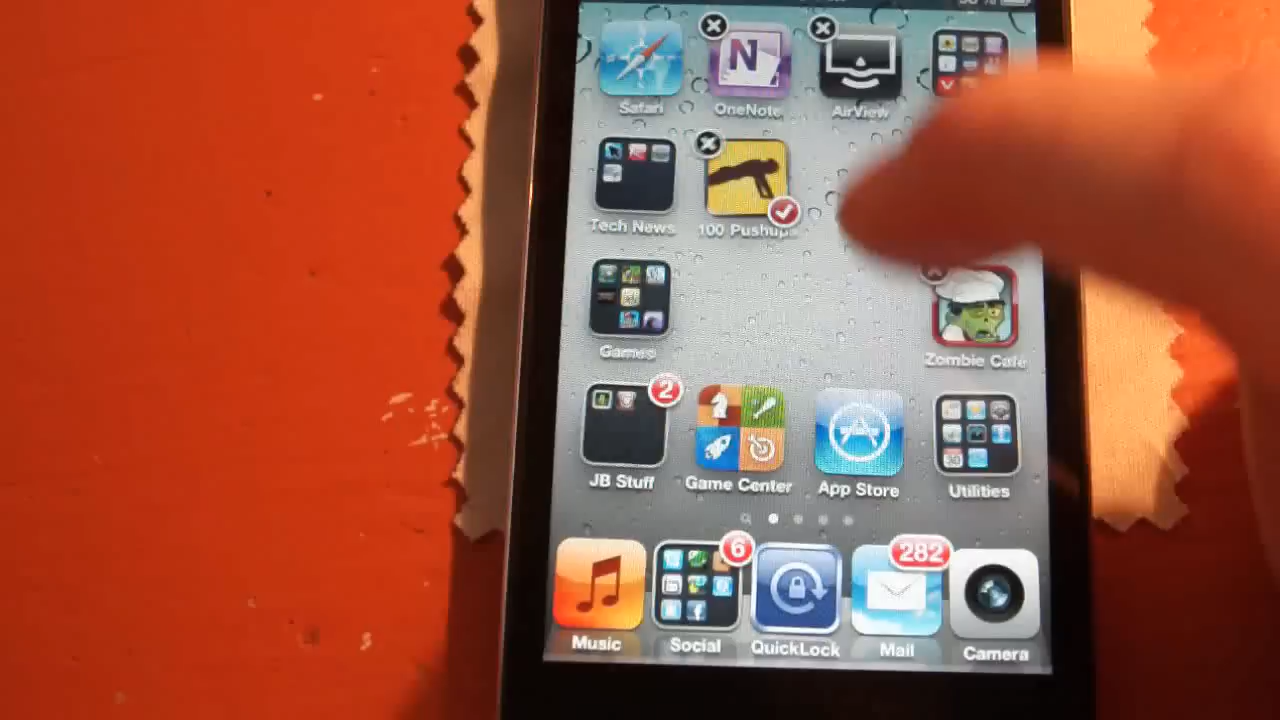 Safari OneNote AirView
N
Tech News 100 Pushups
Games Zombie Cafe
2
JB Stuff Game Center App Store Utilities
6 282
Music Social QuickLock Mail Camera